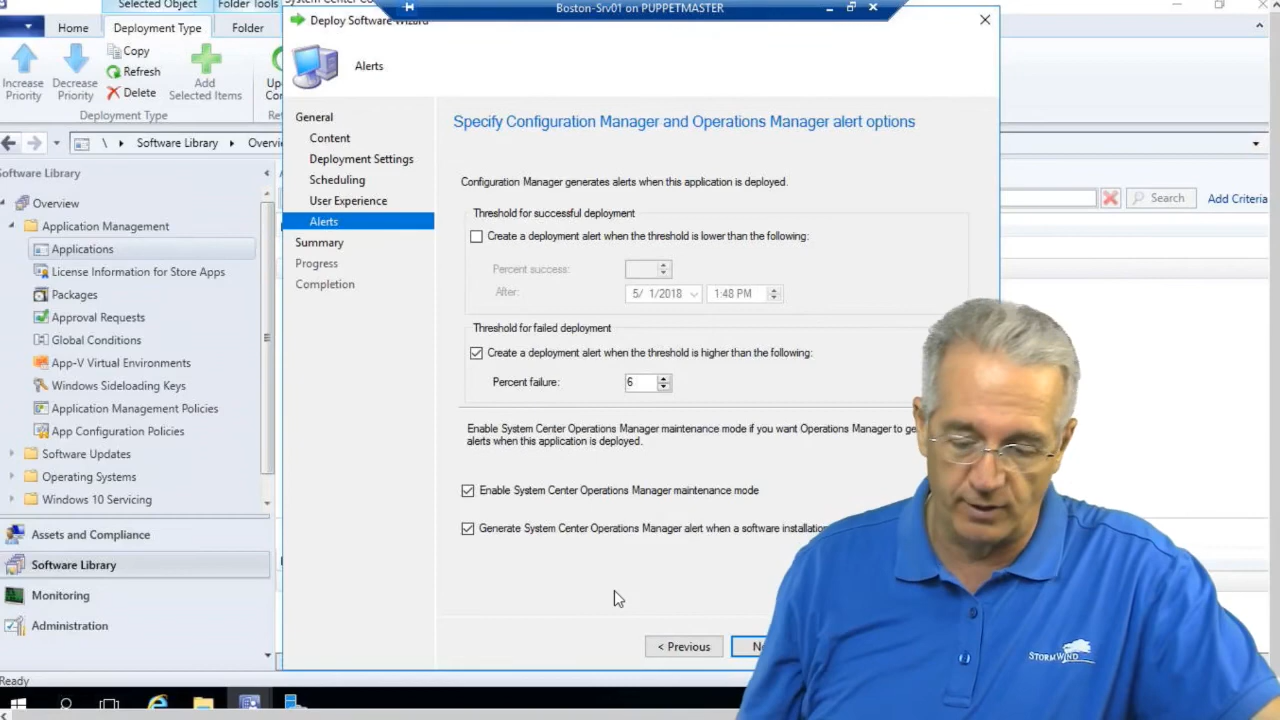 Selected Object
Folder Tools
Boston-Srv01 on PUPPETMASTER
Home
Deployment Type
Folder
Deploy Software Wizard
Increase
Priority
Decrease
Priority
Copy
Refresh
Delete
Add
Selected Items
Deployment Type
Alerts
\ Software Library
Software Library
Overview
Application Management
Applications
License Information for Store Apps
Packages
Approval Requests
Global Conditions
App-V Virtual Environments
Windows Sideloading Keys
Application Management Policies
App Configuration Policies
Software Updates
Operating Systems
Windows 10 Servicing
Assets and Compliance
Software Library
Monitoring
Administration
Ready
General
Content
Deployment Settings
Scheduling
User Experience
Alerts
Summary
Progress
Completion
Specify Configuration Manager and Operations Manager alert options
Configuration Manager generates alerts when this application is deployed.
Threshold for successful deployment
Create a deployment alert when the threshold is lower than the following:
Percent success:
After:
5/ 1/2018
1:48 PM
Threshold for failed deployment
Create a deployment alert when the threshold is higher than the following:
Percent failure:
6
Enable System Center Operations Manager maintenance mode if you want Operations Manager to
alerts when this application is deployed.
Enable System Center Operations Manager maintenance mode
Generate System Center Operations Manager alert when a software
< Previous
Search
Add Criteria
STORMWIND